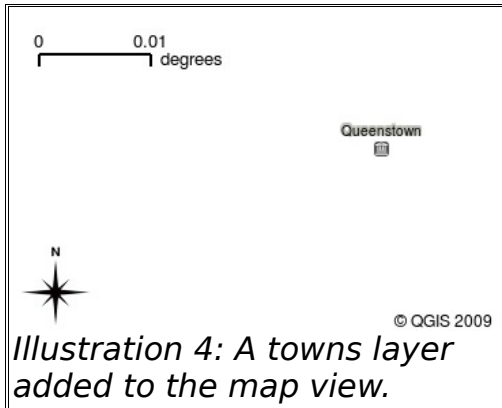 0 0.01
degrees
Queenstown
N
© QGIS 2009
Illustration 4: A towns layer
added to the map view.